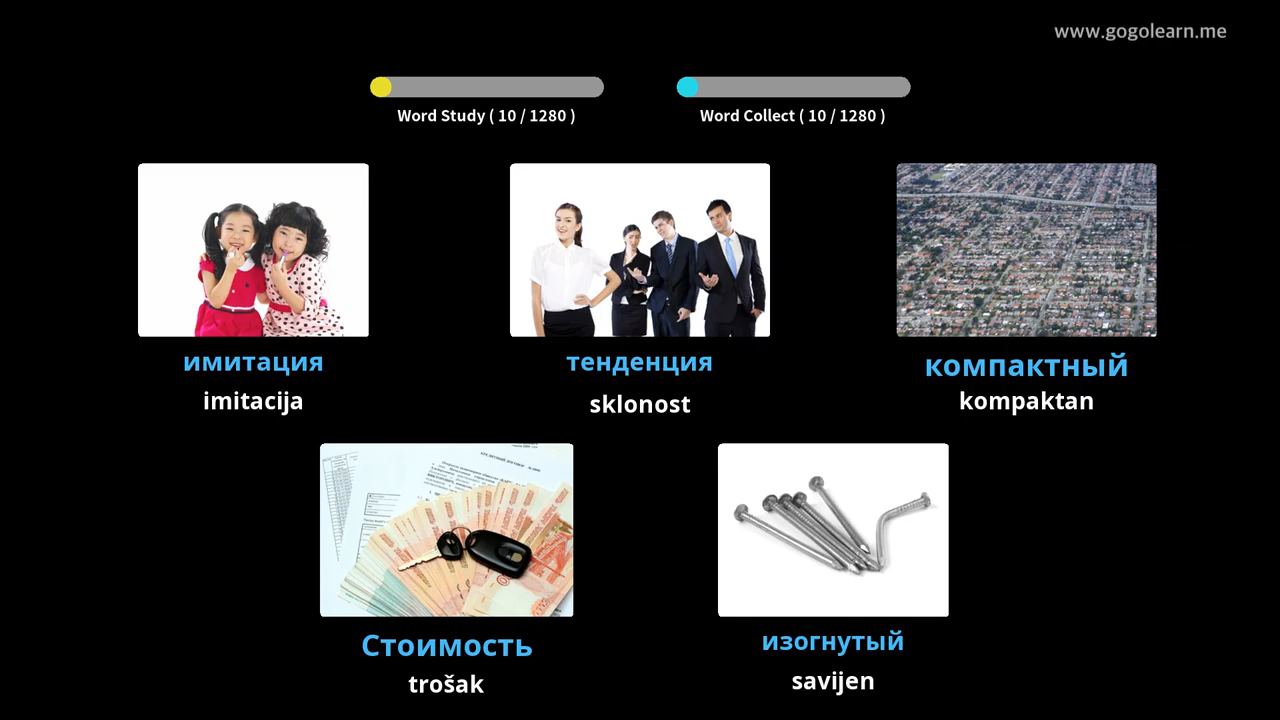 www.gogolearn.me
Word Study ( 10 / 1280 )
Word Collect ( 10 / 1280 )
имитация
imitacija
тенденция
sklonost
компактный
kompaktan
Стоимость
trošak
изогнутый
savijen